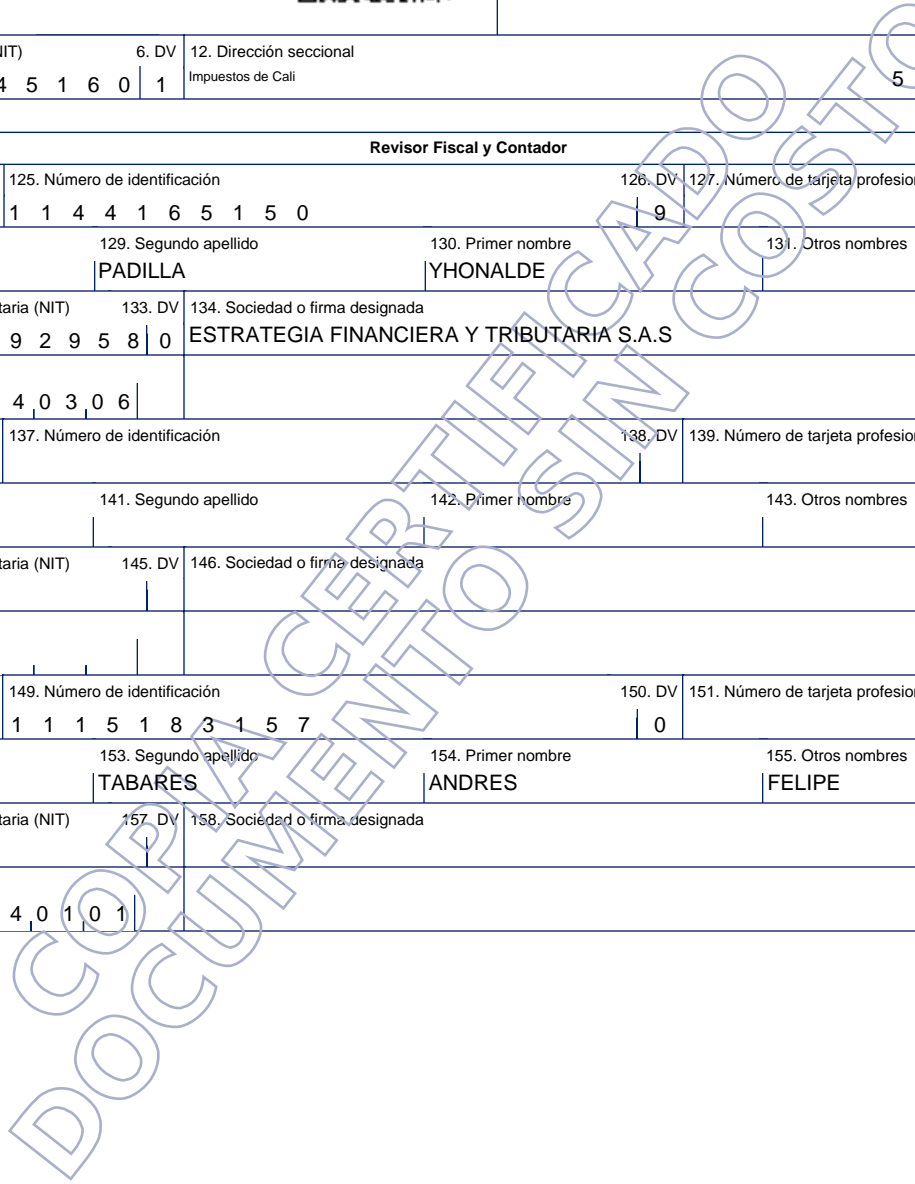 NIT) 6. DV 12. Dirección seccional
4 5 1 6 0 1 Impuestos de Cali 5
Revisor Fiscal y Contador
125. Número de identificación 126. DV 127. Número de tarjeta profesion
1 1 4 4 1 6 5 1 5 0 9
129. Segundo apellido 130. Primer nombre 131. Otros nombres
PADILLA YHONALDE
taria (NIT) 133. DV 134. Sociedad o firma designada
9 2 9 5 8 0 ESTRATEGIA FINANCIERA Y TRIBUTARIA S.A.S
4 0 3 0 6
137. Número de identificación 138. DV 139. Número de tarjeta profesion
141. Segundo apellido 142. Primer nombre 143. Otros nombres
taria (NIT) 145. DV 146. Sociedad o firma designada
149. Número de identificación 150. DV 151. Número de tarjeta profesion
1 1 1 5 1 8 3 1 5 7 0
153. Segundo apellido 154. Primer nombre 155. Otros nombres
TABARES ANDRES FELIPE
taria (NIT) 157. DV 158. Sociedad o firma designada
4 0 1 0 1
COPIA CERTIFICADO
DOCUMENTO SIN COSTO